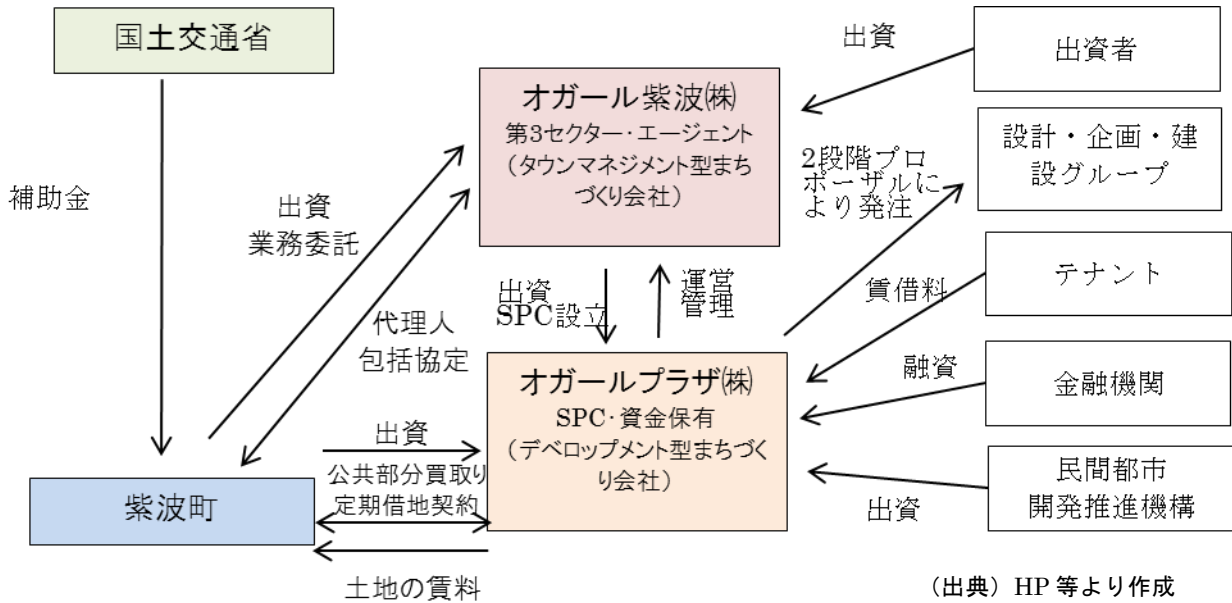 国土交通省
補助金
出資
業務委託
代理人
包括協定
紫波町
オガール紫波㈱
第3セクター・エージェント
（タウンマネジメント型まち
づくり会社）
出資
SPC設立
運営
管理
オガールプラザ㈱
SPC・資金保有
（デベロップメント型まちづく
り会社）
出資
公共部分買取り
定期借地契約
土地の賃料
出資
出資者
2段階プロ
ポーザルに
より発注
設計・企画・建
設グループ
賃借料
テナント
融資
金融機関
出資
民間都市
開発推進機構
（出典）HP 等より作成